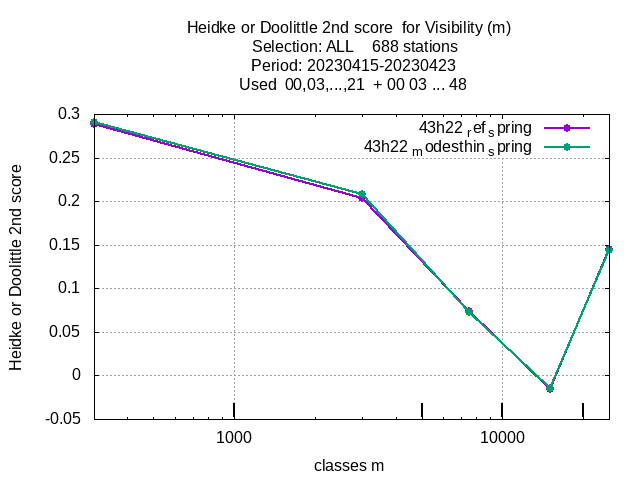 Heidke or Doolittle 2nd score  for Visibility (m)
Selection: ALL    688 stations
Period: 20230415-20230423
Used  00,03,...,21  + 00 03 ... 48
Heidke or Doolittle 2nd score
0.3
0.25
0.2
0.15
0.1
0.05
0
-0.05
43h22 ref spring
43h22 modesthin spring
1000
10000
classes m